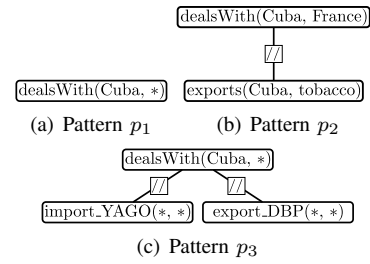 dealsWith(Cuba, France)
//
dealsWith(Cuba, *)
exports(Cuba, tobacco)
(a) Pattern p1
(b) Pattern p2
dealsWith(Cuba, *)
// //
import_YAGO(*, *)
export_DBP(*, *)
(c) Pattern p3